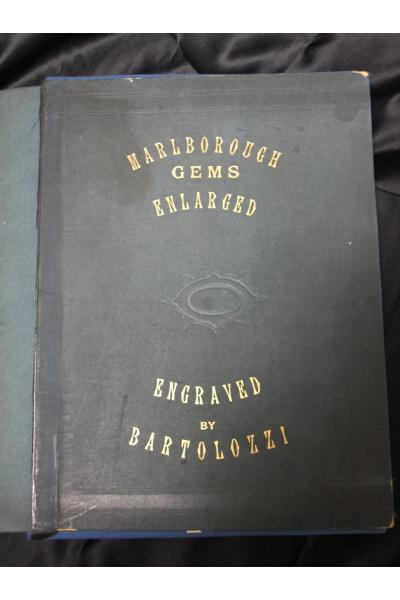 MARLBOROUGH
GEMS
ENLARGED
ENGRAVED
BY
BARTOLOZZI